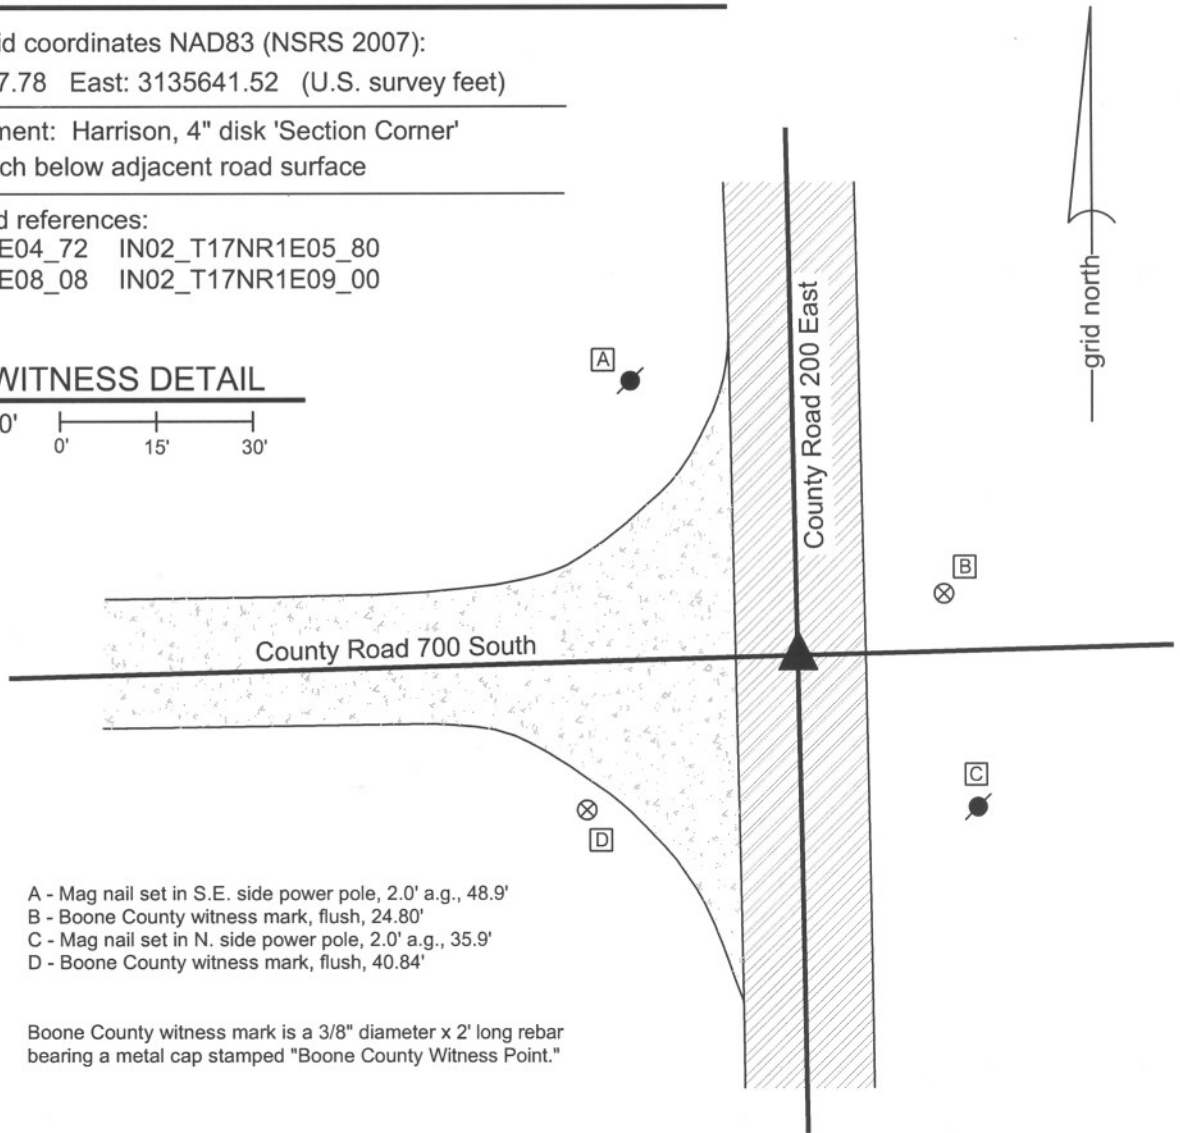 id coordinates NAD83 (NSRS 2007):
7.78 East: 3135641.52 (U.S. survey feet)
ment: Harrison, 4" disk 'Section Corner'
ch below adjacent road surface
d references:
E04_72 IN02_T17NR1E05_80
E08_08 IN02_T17NR1E09_00
WITNESS DETAIL
0'
0' 15' 30'
grid north
A
County Road 200 East
B
County Road 700 South
C
D
A - Mag nail set in S.E. side power pole, 2.0' a.g., 48.9'
B - Boone County witness mark, flush, 24.80'
C - Mag nail set in N. side power pole, 2.0' a.g., 35.9'
D - Boone County witness mark, flush, 40.84'
Boone County witness mark is a 3/8" diameter x 2' long rebar
bearing a metal cap stamped "Boone County Witness Point."